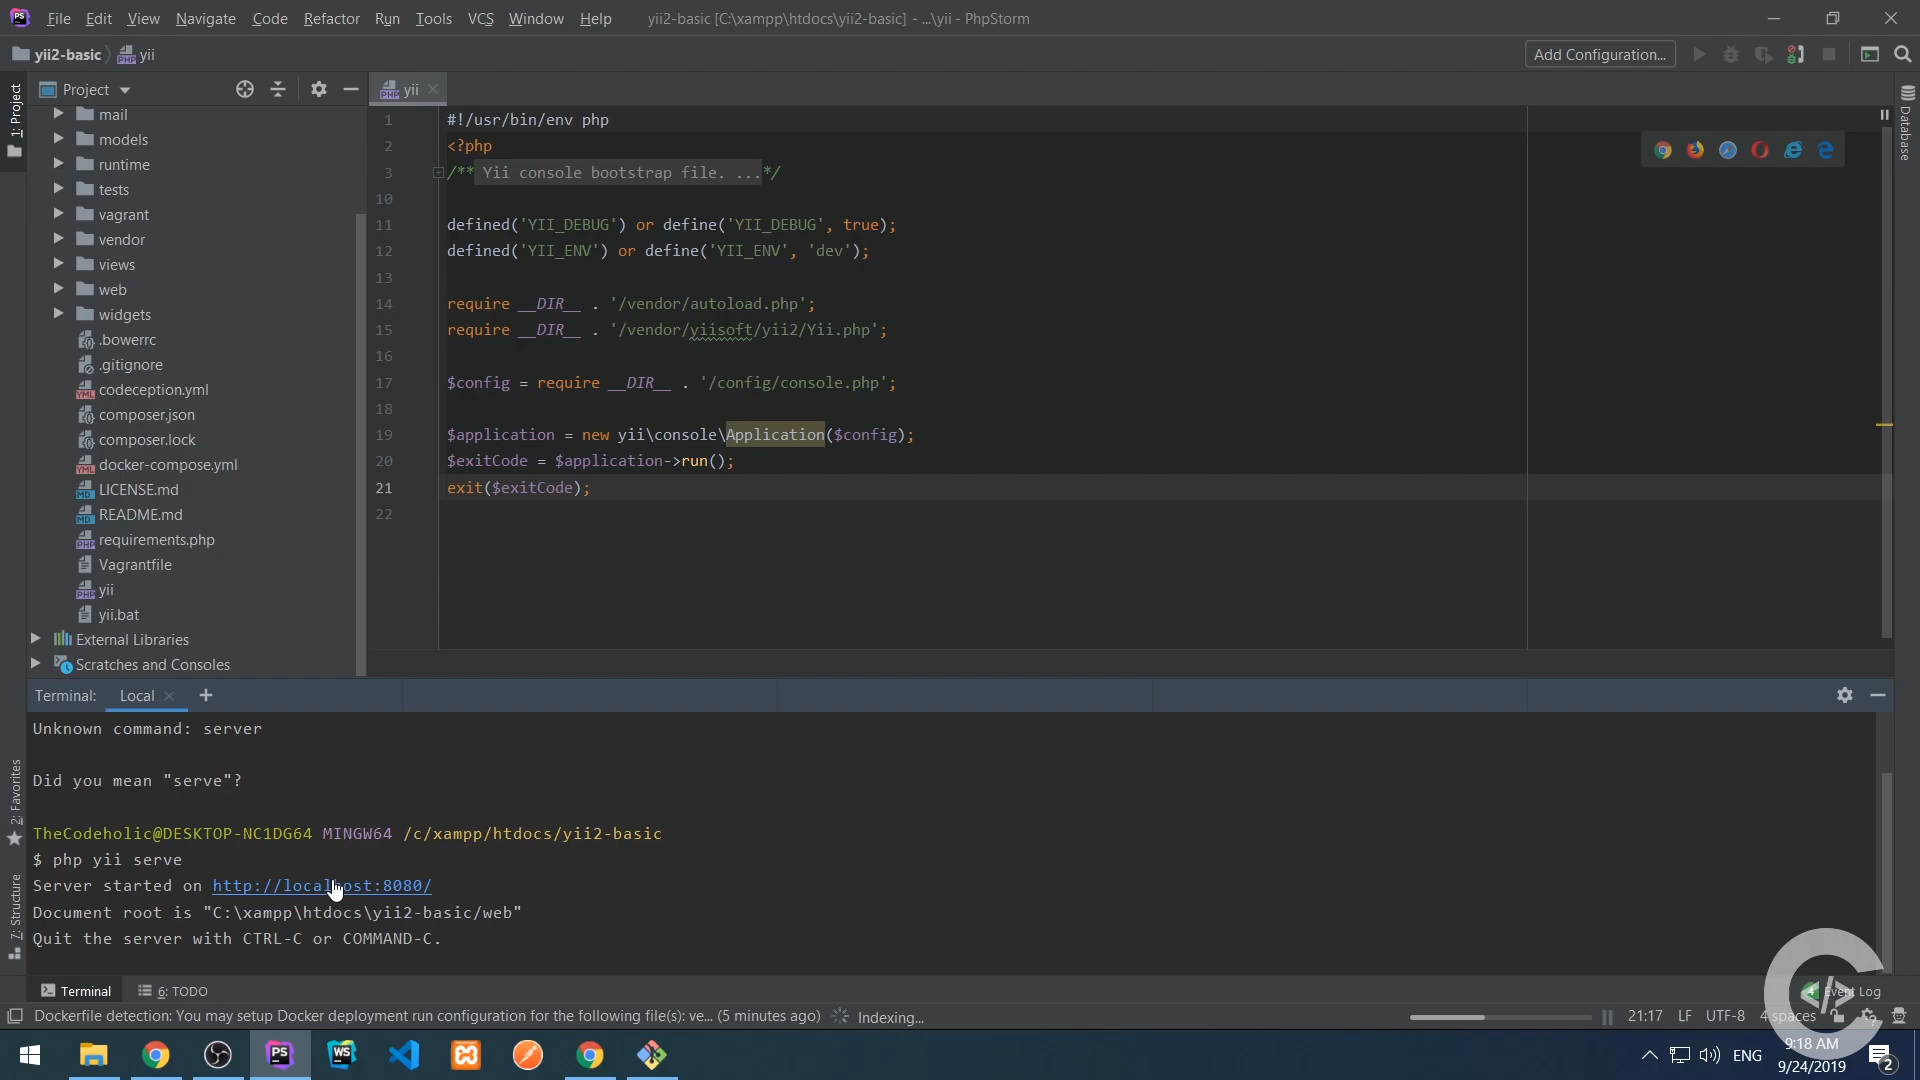 File Edit View Navigate Code Refactor Run Tools VCS Window Help yii2-basic [C:\xampp\htdocs\yii2-basic] - ...\yii - PhpStorm
yii2-basic yii Add Configuration...
1: Project
Project
yii
mail
models
runtime
tests
vagrant
vendor
views
web
widgets
.bowerrc
.gitignore
codeception.yml
composer.json
composer.lock
docker-compose.yml
LICENSE.md
README.md
requirements.php
Vagrantfile
yii
yii.bat
External Libraries
Scratches and Consoles
1 #!/usr/bin/env php
2 <?php
3 /** Yii console bootstrap file. ...*/
10
11 defined('YII_DEBUG') or define('YII_DEBUG', true);
12 defined('YII_ENV') or define('YII_ENV', 'dev');
13
14 require __DIR__ . '/vendor/autoload.php';
15 require __DIR__ . '/vendor/yiisoft/yii2/Yii.php';
16
17 $config = require __DIR__ . '/config/console.php';
18
19 $application = new yii\console\Application($config);
20 $exitCode = $application->run();
21 exit($exitCode);
22
Database
Terminal: Local
Unknown command: server
Did you mean "serve"?
TheCodeholic@DESKTOP-NC1DG64 MINGW64 /c/xampp/htdocs/yii2-basic
$ php yii serve
Server started on http://localhost:8080/
Document root is "C:\xampp\htdocs\yii2-basic/web"
Quit the server with CTRL-C or COMMAND-C.
2: Favorites
7: Structure
Terminal 6: TODO Event Log
Dockerfile detection: You may setup Docker deployment run configuration for the following file(s): ve... (5 minutes ago) Indexing... 21:17 LF UTF-8 4 spaces
PS WS
ENG 9:18 AM
9/24/2019 2